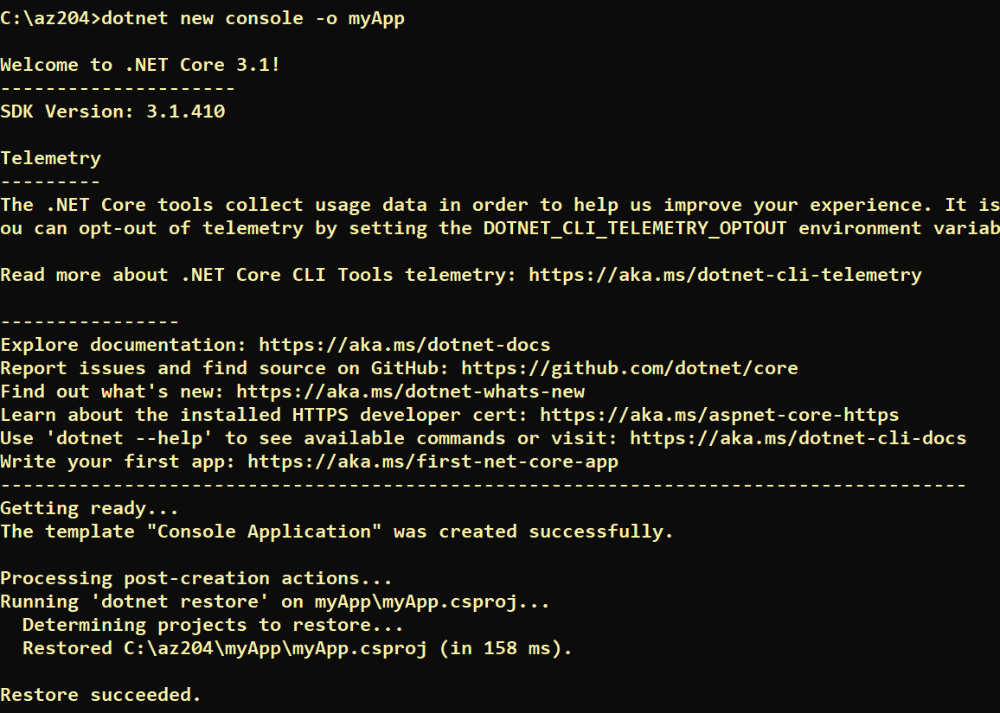 C:\az204>dotnet new console -o myApp
Welcome to .NET Core 3.1!
---------------------
SDK Version: 3.1.410
Telemetry
---------
The .NET Core tools collect usage data in order to help us improve your experience. It is
ou can opt-out of telemetry by setting the DOTNET_CLI_TELEMETRY_OPTOUT environment variab
Read more about .NET Core CLI Tools telemetry: https://aka.ms/dotnet-cli-telemetry
----------------
Explore documentation: https://aka.ms/dotnet-docs
Report issues and find source on GitHub: https://github.com/dotnet/core
Find out what's new: https://aka.ms/dotnet-whats-new
Learn about the installed HTTPS developer cert: https://aka.ms/aspnet-core-https
Use 'dotnet --help' to see available commands or visit: https://aka.ms/dotnet-cli-docs
Write your first app: https://aka.ms/first-net-core-app
--------------------------------------------------------------------------------------
Getting ready...
The template "Console Application" was created successfully.
Processing post-creation actions...
Running 'dotnet restore' on myApp\myApp.csproj...
  Determining projects to restore...
  Restored C:\az204\myApp\myApp.csproj (in 158 ms).
Restore succeeded.